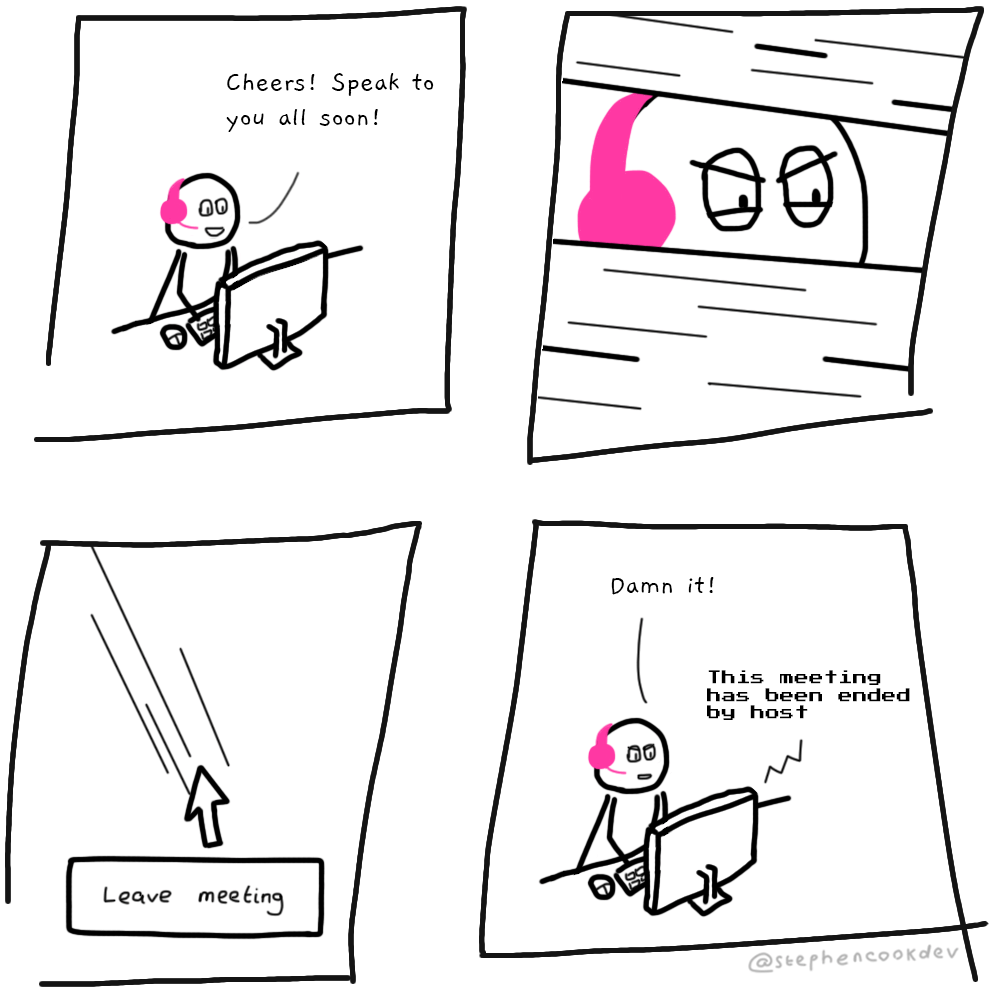 Cheers! Speak to
you all soon!
Leave meeting
Damn it!
This meeting
has been ended
by host
@stephencookdev